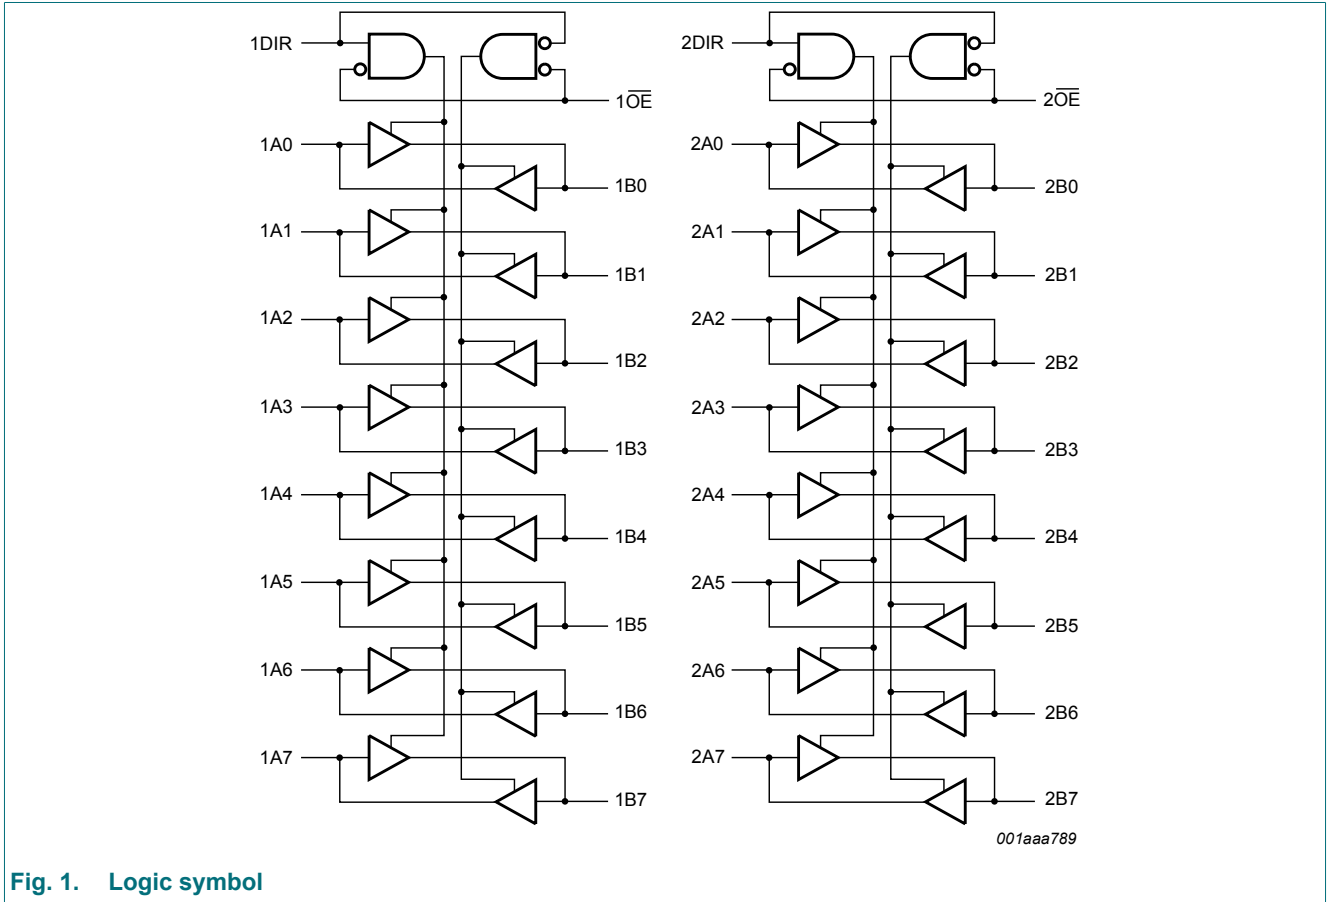 1DIR
1O̅E̅
1A0
1B0
1A1
1B1
1A2
1B2
1A3
1B3
1A4
1B4
1A5
1B5
1A6
1B6
1A7
1B7
2DIR
2O̅E̅
2A0
2B0
2A1
2B1
2A2
2B2
2A3
2B3
2A4
2B4
2A5
2B5
2A6
2B6
2A7
2B7
001aaa789
Fig. 1. Logic symbol